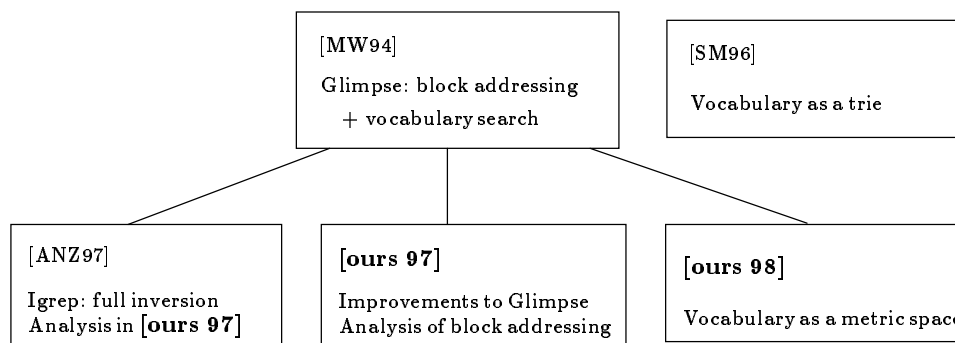 [MW94]
Glimpse: block addressing
+ vocabulary search
[SM96]
Vocabulary as a trie
[ANZ97]
Igrep: full inversion
Analysis in [ours 97]
[ours 97]
Improvements to Glimpse
Analysis of block addressing
[ours 98]
Vocabulary as a metric space